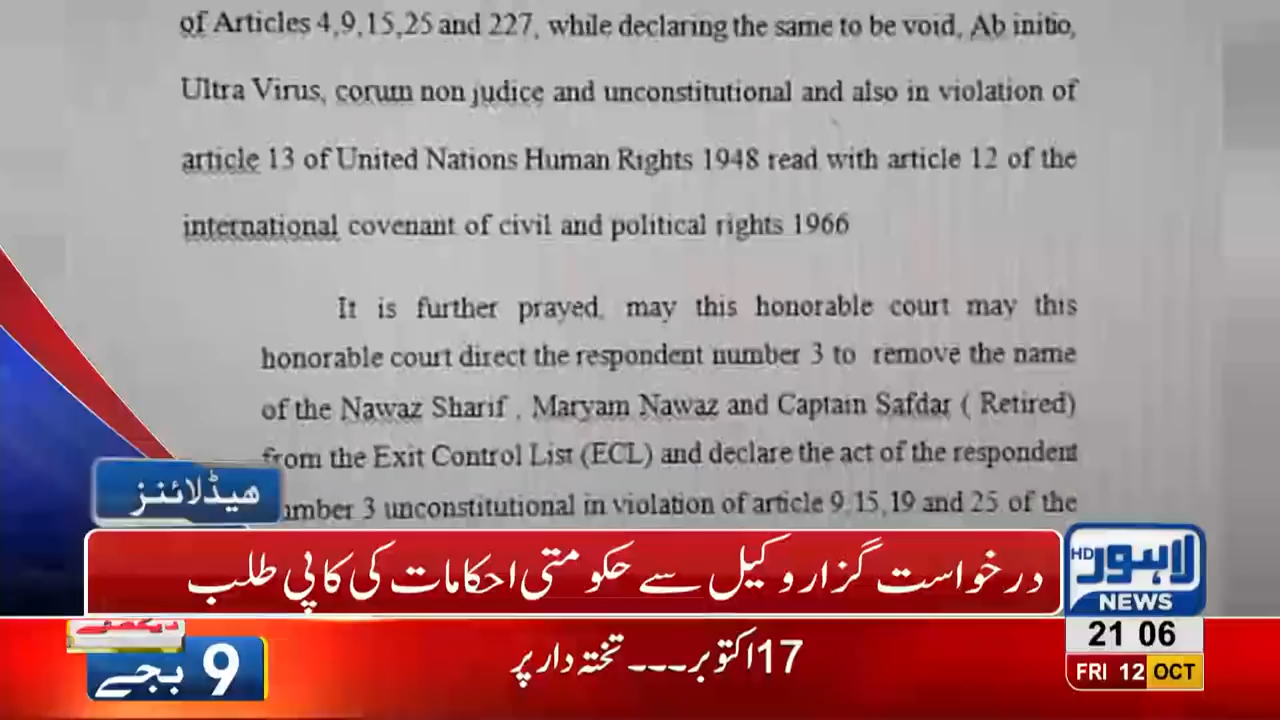 of Articles 4,9,15,25 and 227, while declaring the same to be void, Ab initio,
Ultra Virus, corum non judice and unconstitutional and also in violation of
article 13 of United Nations Human Rights 1948 read with article 12 of the
international covenant of civil and political rights 1966
It is further prayed, may this honorable court may this
honorable court direct the respondent number 3 to remove the name
of the Nawaz Sharif , Maryam Nawaz and Captain Safdar ( Retired)
from the Exit Control List (ECL) and declare the act of the respondent
umber 3 unconstitutional in violation of article 9,15,19 and 25 of the
ھیڈلائنز
درخواست گزار وکیل سے حکومتی احکامات کی کاپی طلب
HD لاہور
NEWS
21 06
FRI 12 OCT
دیکھئے
9 بجے
17 اکتوبر۔۔۔ تختہ دار پر